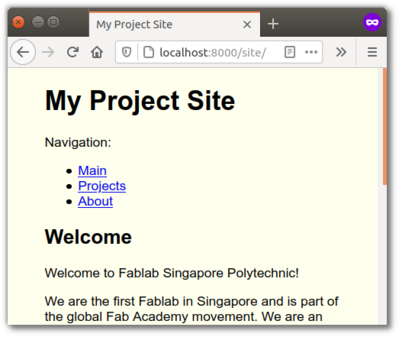 My Project Site
localhost:8000/site/
My Project Site
Navigation:
Main
Projects
About
Welcome
Welcome to Fablab Singapore Polytechnic!
We are the first Fablab in Singapore and is part of
the global Fab Academy movement. We are an